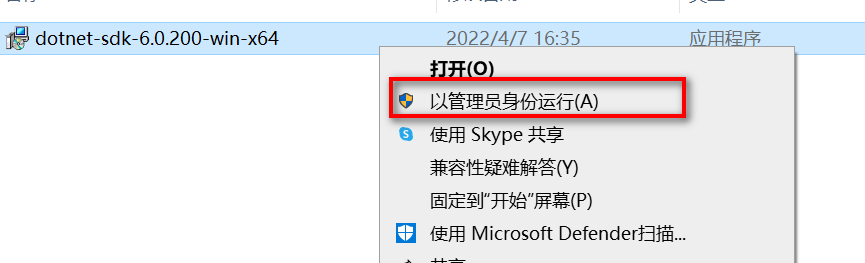 dotnet-sdk-6.0.200-win-x64 2022/4/7 16:35 应用程序
打开(O)
以管理员身份运行(A)
使用 Skype 共享
兼容性疑难解答(Y)
固定到“开始”屏幕(P)
使用 Microsoft Defender扫描...